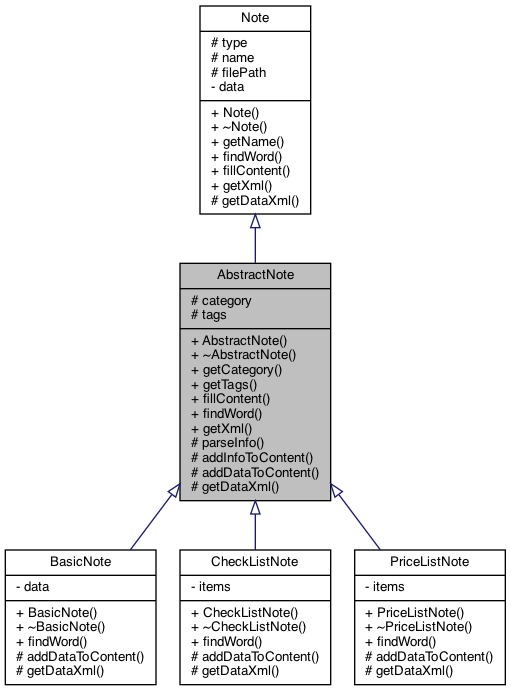 Note
# type
# name
# filePath
- data
+ Note()
+ ~Note()
+ getName()
+ findWord()
+ fillContent()
+ getXml()
# getDataXml()
AbstractNote
# category
# tags
+ AbstractNote()
+ ~AbstractNote()
+ getCategory()
+ getTags()
+ fillContent()
+ findWord()
+ getXml()
# parseInfo()
# addInfoToContent()
# addDataToContent()
# getDataXml()
BasicNote
- data
+ BasicNote()
+ ~BasicNote()
+ findWord()
# addDataToContent()
# getDataXml()
CheckListNote
- items
+ CheckListNote()
+ ~CheckListNote()
+ findWord()
# addDataToContent()
# getDataXml()
PriceListNote
- items
+ PriceListNote()
+ ~PriceListNote()
+ findWord()
# addDataToContent()
# getDataXml()